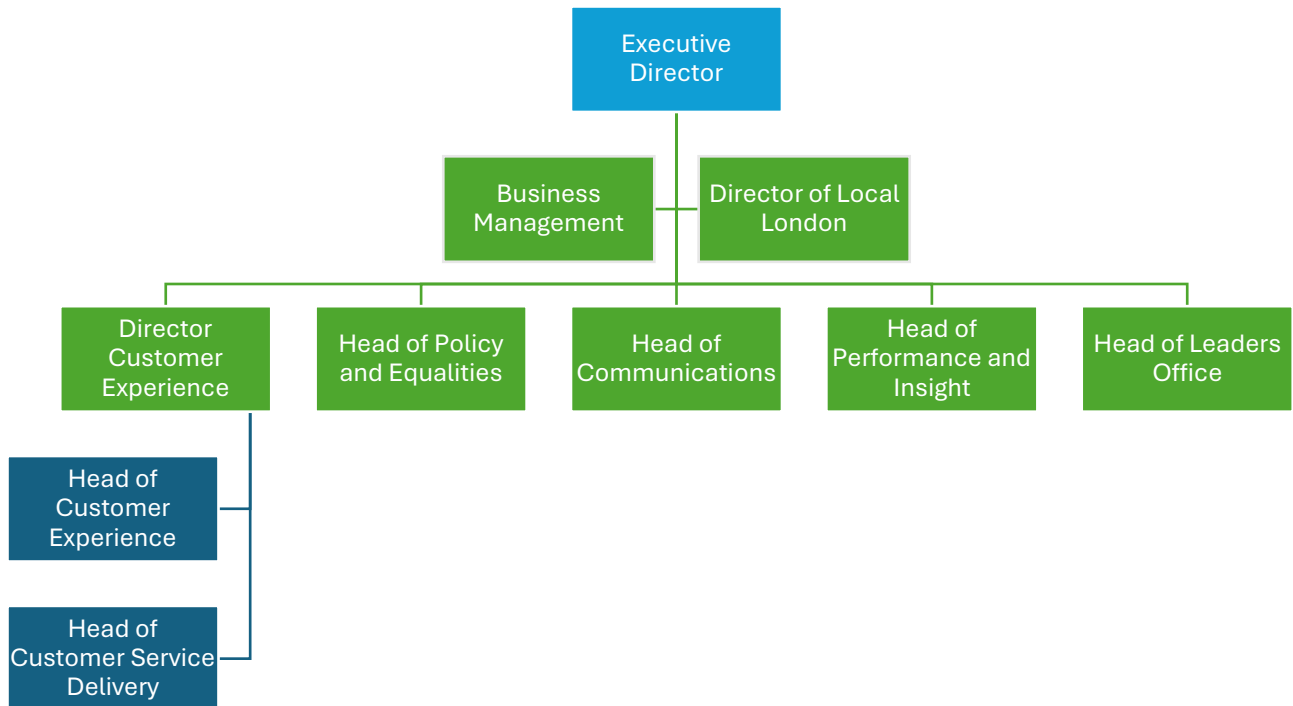 Executive
Director
Business
Management
Director of Local
London
Director
Customer
Experience
Head of Policy
and Equalities
Head of
Communications
Head of
Performance and
Insight
Head of Leaders
Office
Head of
Customer
Experience
Head of
Customer Service
Delivery